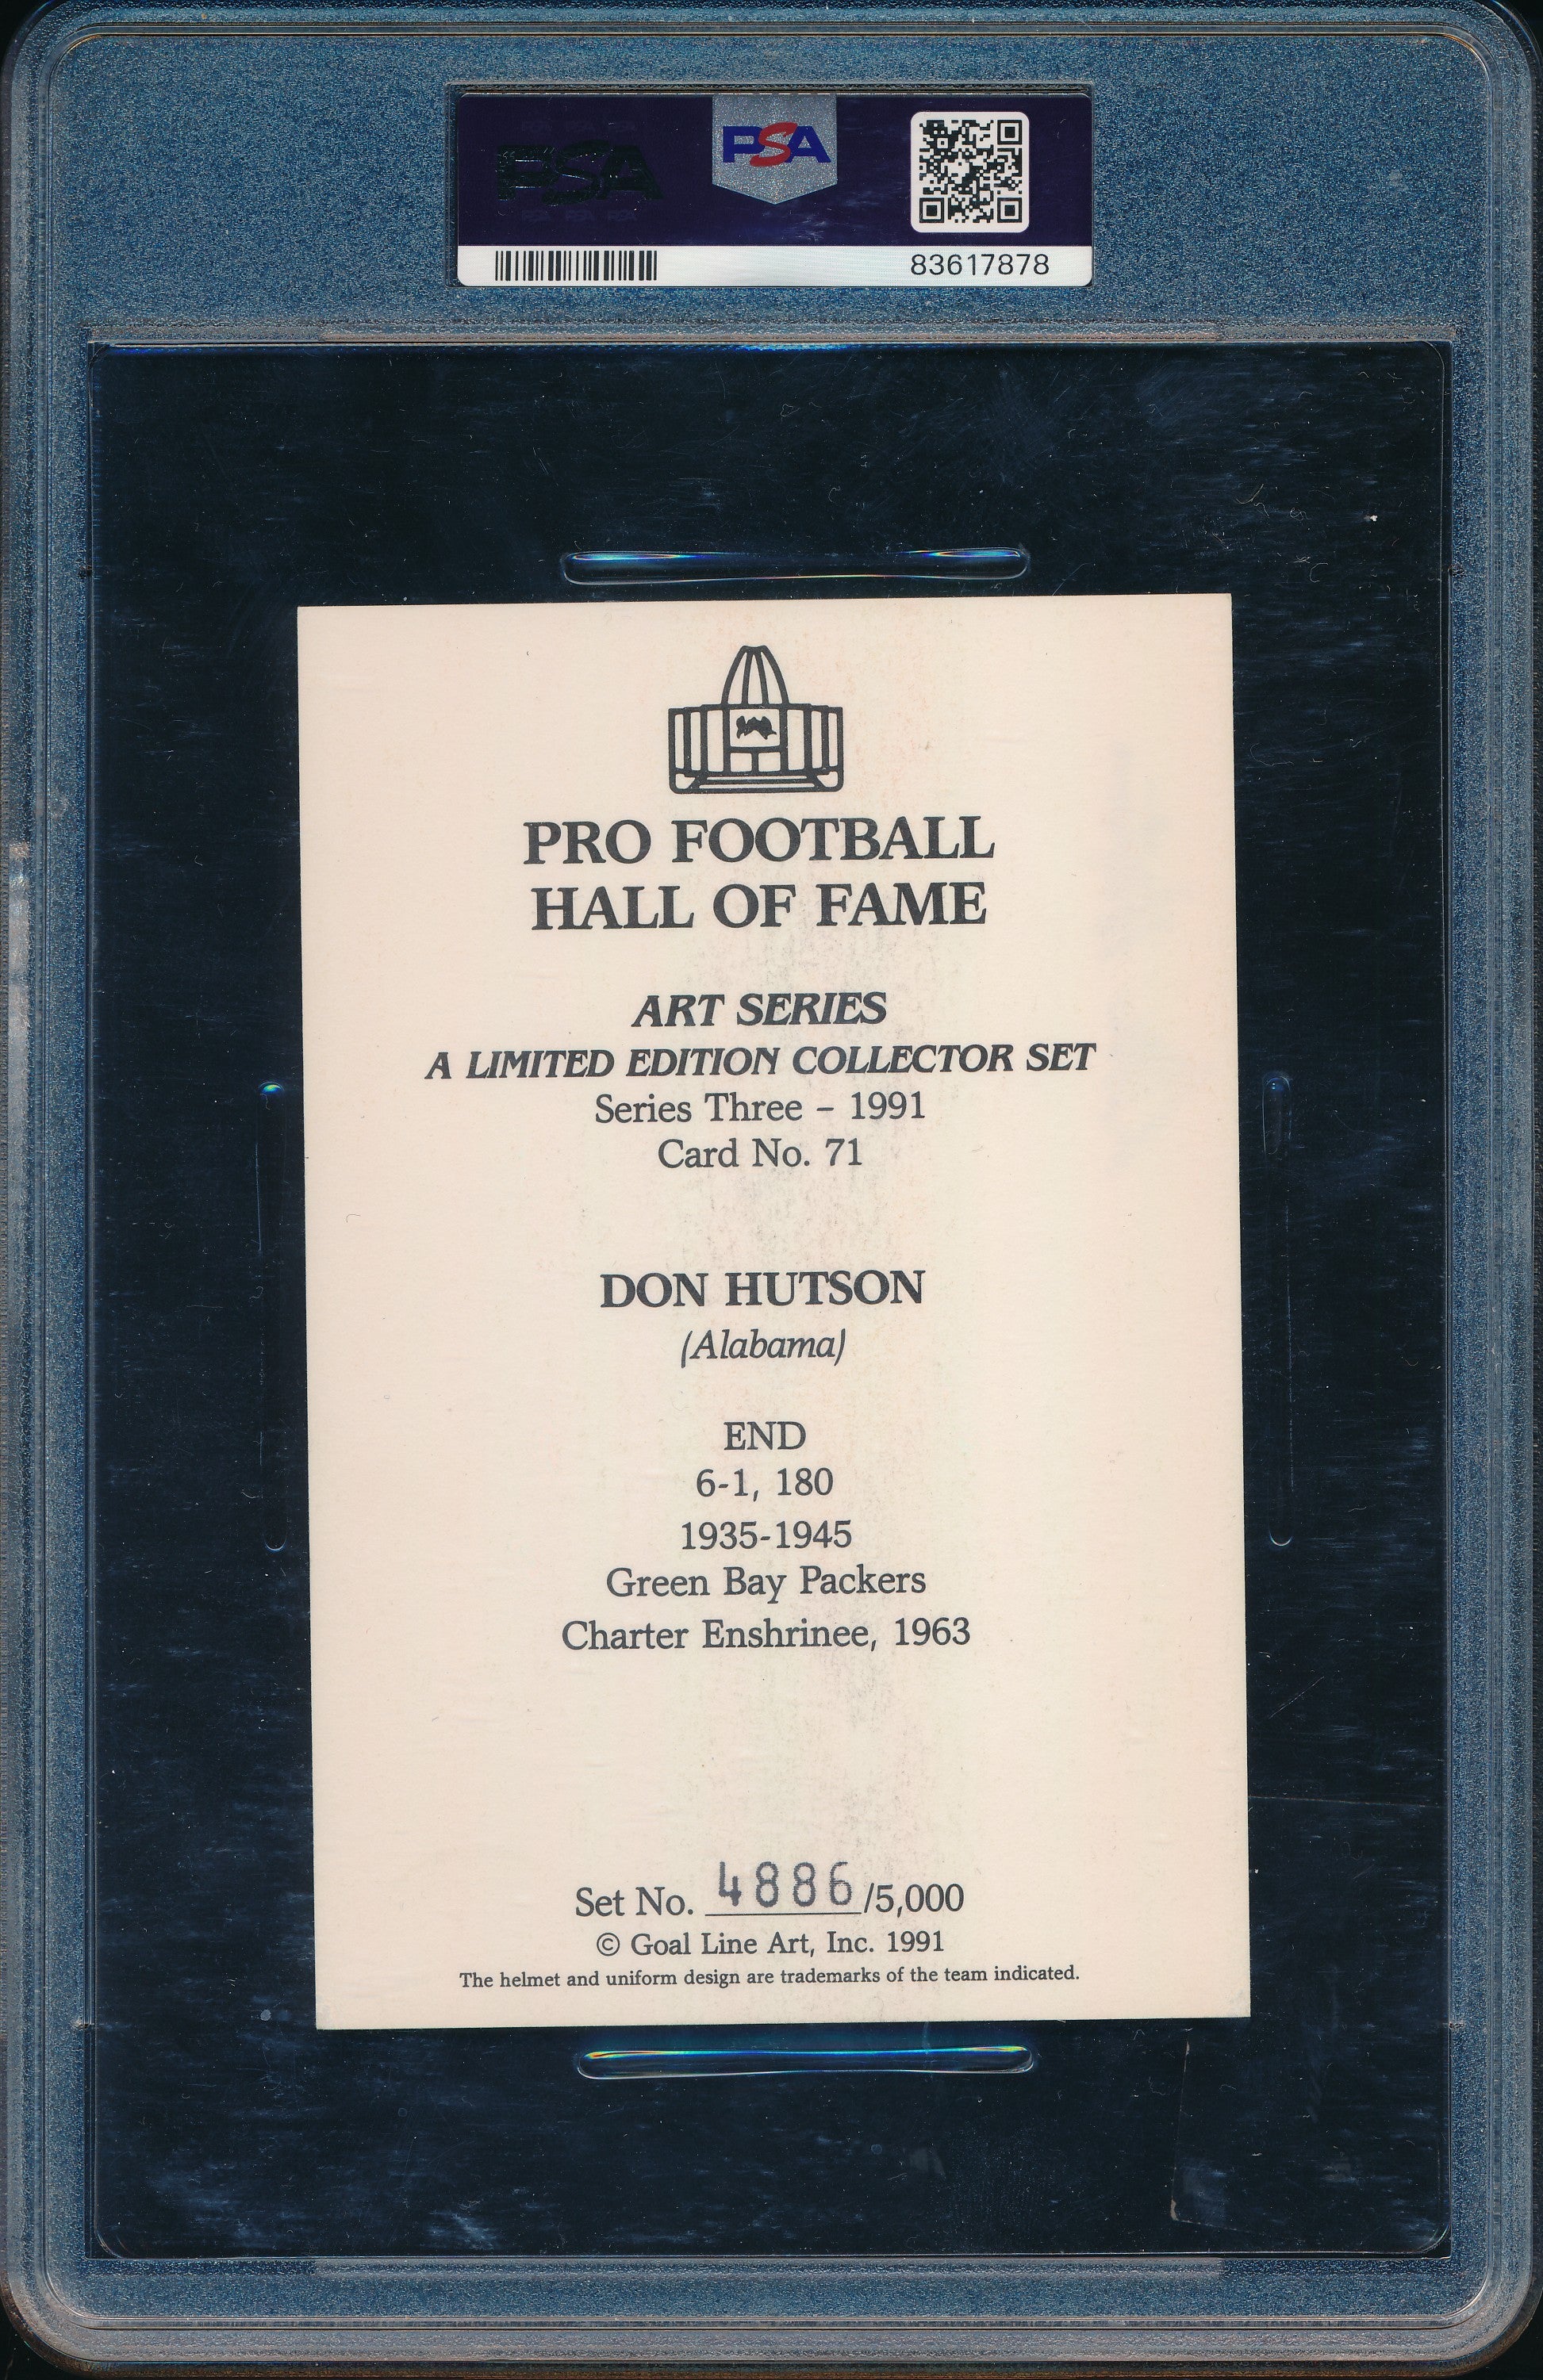 PSA
PSA
83617878
PRO FOOTBALL
HALL OF FAME
ART SERIES
A LIMITED EDITION COLLECTOR SET
Series Three – 1991
Card No. 71
DON HUTSON
(Alabama)
END
6-1, 180
1935-1945
Green Bay Packers
Charter Enshrinee, 1963
Set No. 4886/5,000
© Goal Line Art, Inc. 1991
The helmet and uniform design are trademarks of the team indicated.